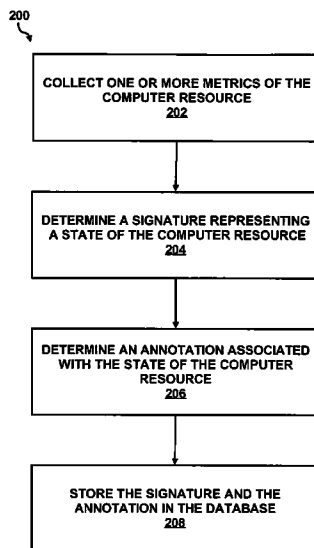 200
COLLECT ONE OR MORE METRICS OF THE
COMPUTER RESOURCE
202
DETERMINE A SIGNATURE REPRESENTING
A STATE OF THE COMPUTER RESOURCE
204
DETERMINE AN ANNOTATION ASSOCIATED
WITH THE STATE OF THE COMPUTER
RESOURCE
206
STORE THE SIGNATURE AND THE
ANNOTATION IN THE DATABASE
208